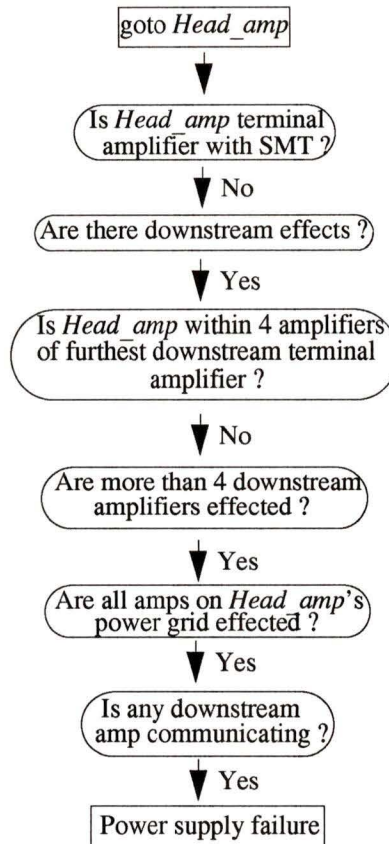 goto Head_amp
Is Head_amp terminal
amplifier with SMT ?
No
Are there downstream effects ?
Yes
Is Head_amp within 4 amplifiers
of furthest downstream terminal
amplifier ?
No
Are more than 4 downstream
amplifiers effected ?
Yes
Are all amps on Head_amp's
power grid effected ?
Yes
Is any downstream
amp communicating ?
Yes
Power supply failure